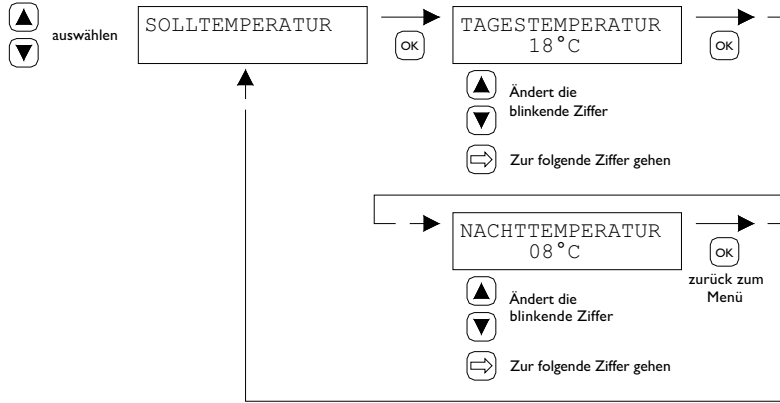 auswählen
SOLLTEMPERATUR
OK
TAGESTEMPERATUR
18°C
OK
Ändert die
blinkende Ziffer
Zur folgende Ziffer gehen
NACHTTEMPERATUR
08°C
OK
zurück zum
Menü
Ändert die
blinkende Ziffer
Zur folgende Ziffer gehen